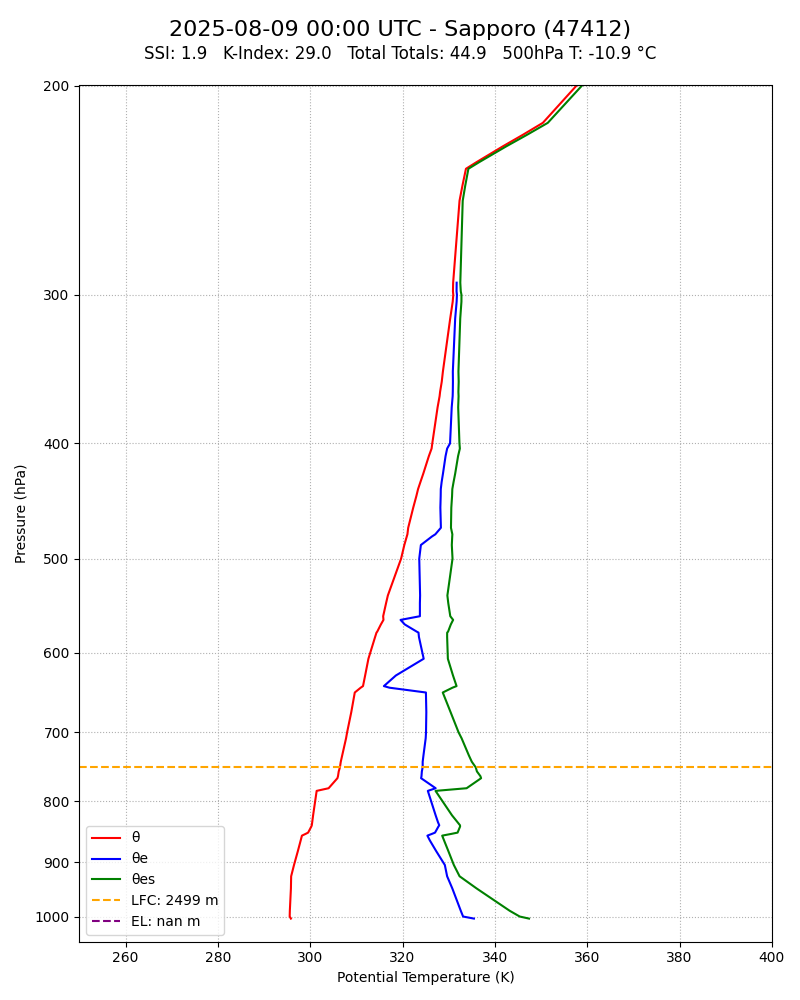 2025-08-09 00:00 UTC - Sapporo (47412)
SSI: 1.9   K-Index: 29.0   Total Totals: 44.9   500hPa T: -10.9 °C
200
300
400
500
600
700
800
900
1000
Pressure (hPa)
θ
θe
θes
LFC: 2499 m
EL: nan m
260 280 300 320 340 360 380 400
Potential Temperature (K)